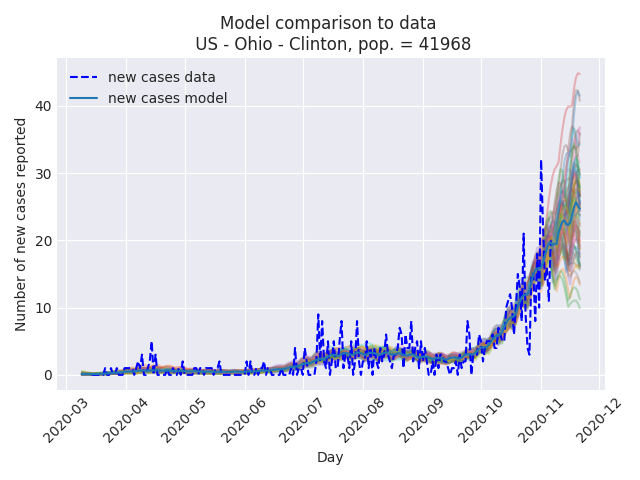 Model comparison to data
US - Ohio - Clinton, pop. = 41968
new cases data
new cases model
Number of new cases reported
40
30
20
10
0
2020-03
2020-04
2020-05
2020-06
2020-07
2020-08
2020-09
2020-10
2020-11
2020-12
Day